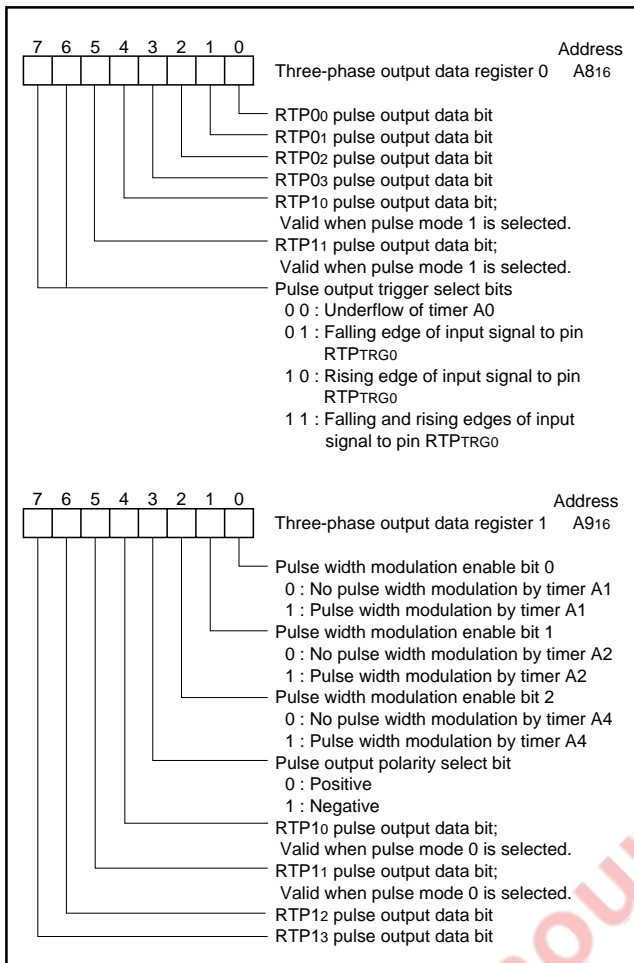 7 6 5 4 3 2 1 0 Address
Three-phase output data register 0 A816
RTP00 pulse output data bit
RTP01 pulse output data bit
RTP02 pulse output data bit
RTP03 pulse output data bit
RTP10 pulse output data bit;
Valid when pulse mode 1 is selected.
RTP11 pulse output data bit;
Valid when pulse mode 1 is selected.
Pulse output trigger select bits
0 0 : Underflow of timer A0
0 1 : Falling edge of input signal to pin
RTPTRG0
1 0 : Rising edge of input signal to pin
RTPTRG0
1 1 : Falling and rising edges of input
signal to pin RTPTRG0
7 6 5 4 3 2 1 0 Address
Three-phase output data register 1 A916
Pulse width modulation enable bit 0
0 : No pulse width modulation by timer A1
1 : Pulse width modulation by timer A1
Pulse width modulation enable bit 1
0 : No pulse width modulation by timer A2
1 : Pulse width modulation by timer A2
Pulse width modulation enable bit 2
0 : No pulse width modulation by timer A4
1 : Pulse width modulation by timer A4
Pulse output polarity select bit
0 : Positive
1 : Negative
RTP10 pulse output data bit;
Valid when pulse mode 0 is selected.
RTP11 pulse output data bit;
Valid when pulse mode 0 is selected.
RTP12 pulse output data bit
RTP13 pulse output data bit